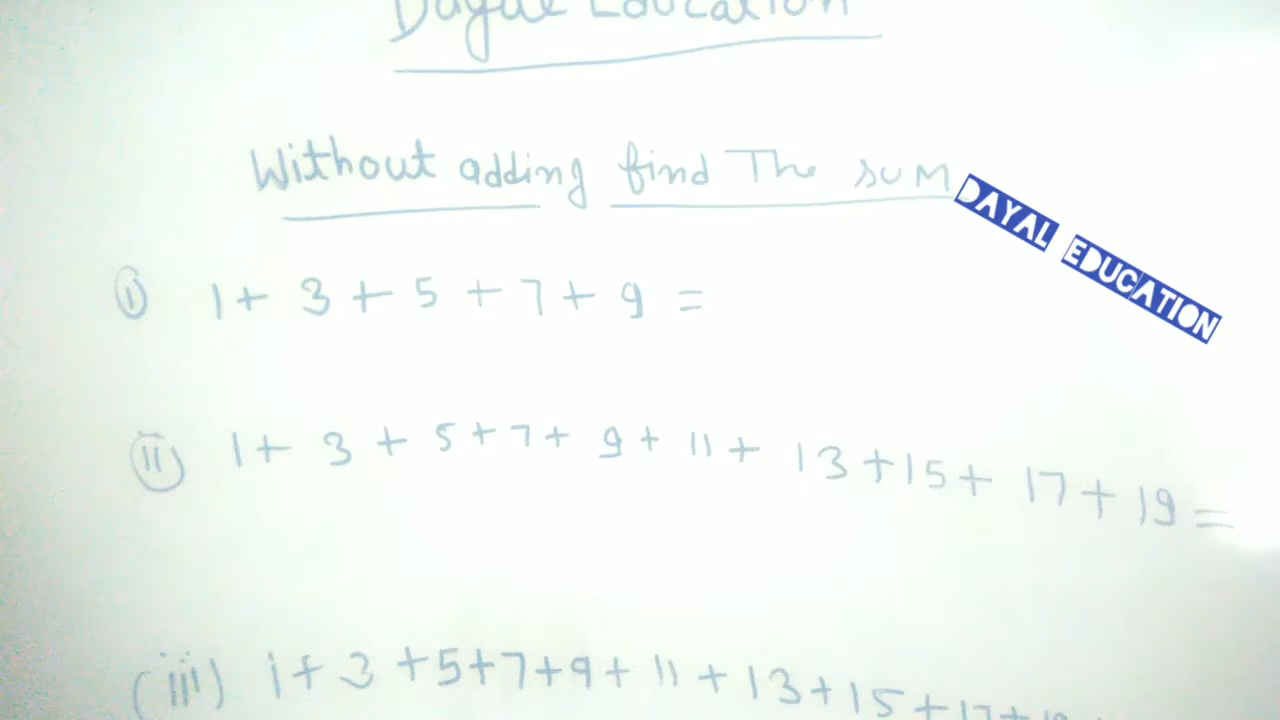 Dayal Education
Without adding find The sum
DAYAL EDUCATION
(i) 1 + 3 + 5 + 7 + 9 =
(ii) 1 + 3 + 5 + 7 + 9 + 11 + 13 + 15 + 17 + 19 =
(iii) 1 + 3 + 5 + 7 + 9 + 11 + 13 + 15 + 17 +